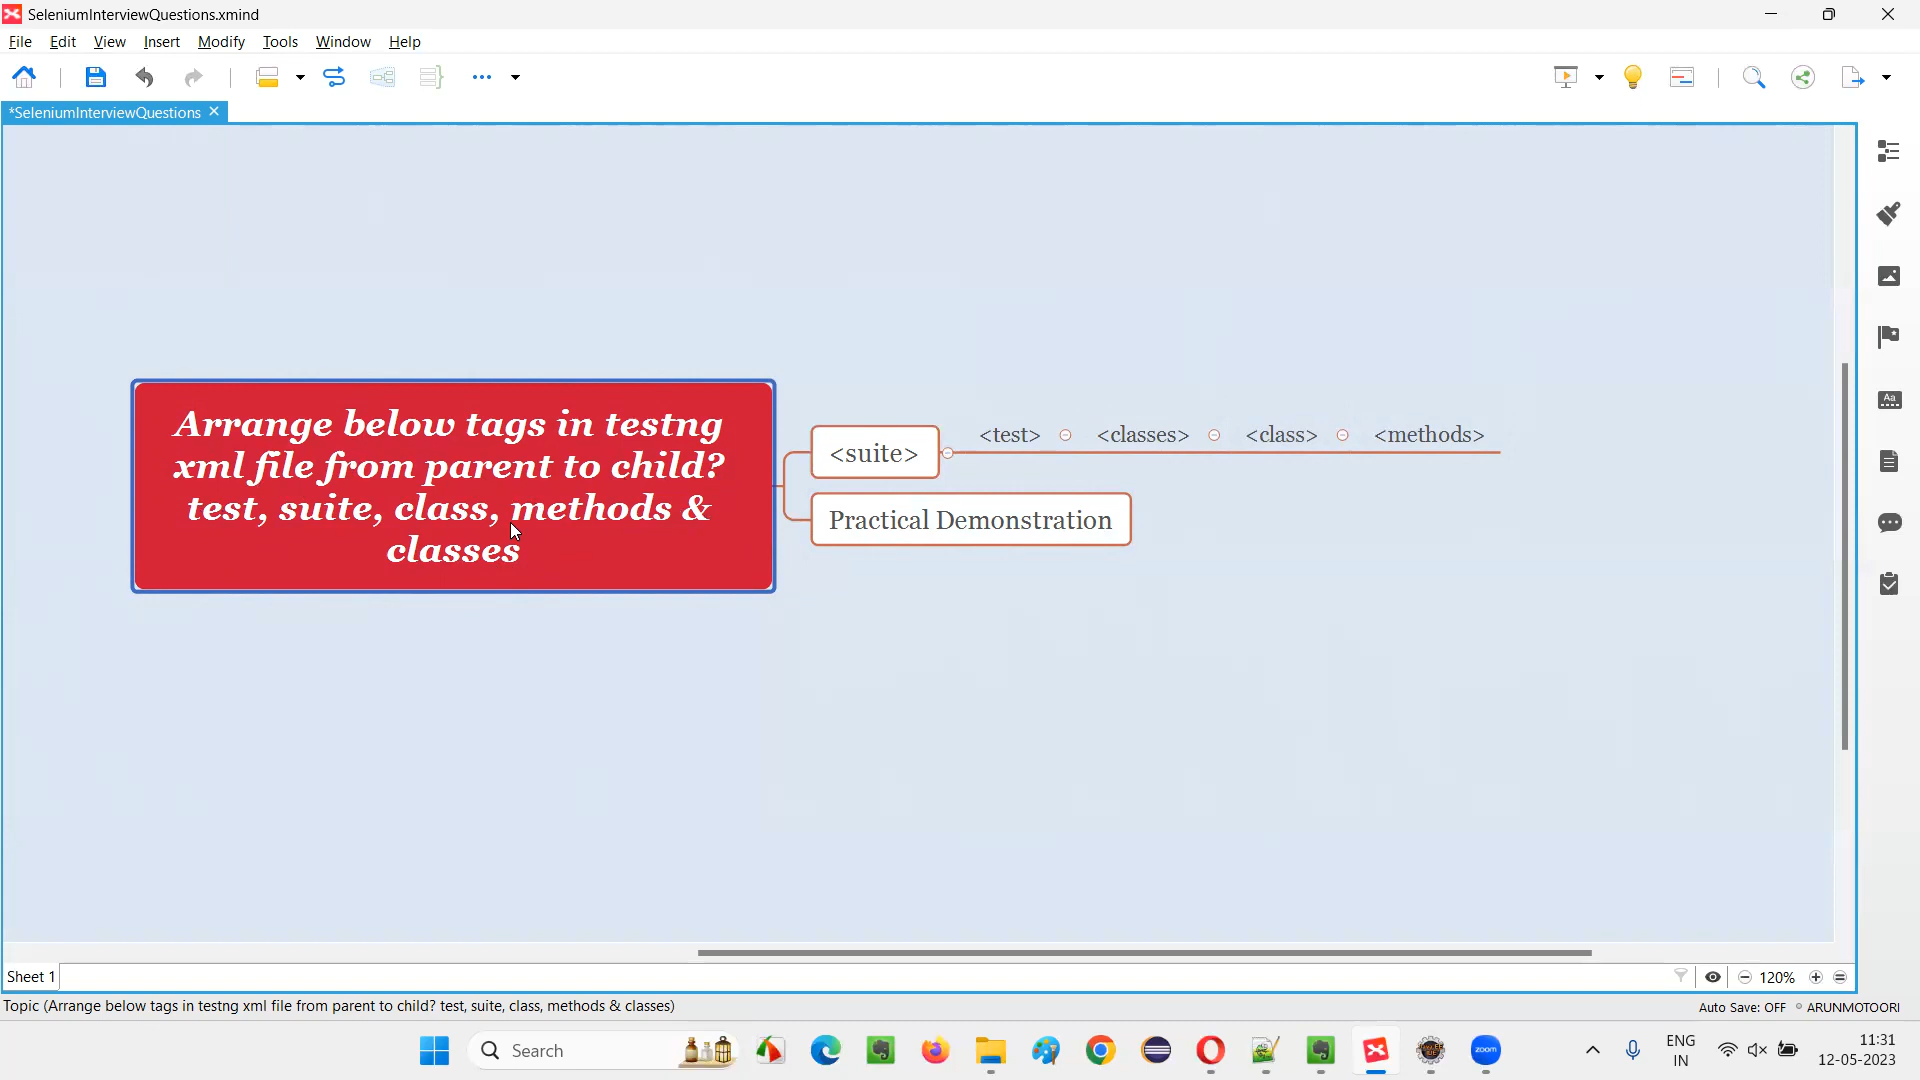 SeleniumInterviewQuestions.xmind
File Edit View Insert Modify Tools Window Help
*SeleniumInterviewQuestions
Arrange below tags in testng
xml file from parent to child?
test, suite, class, methods &
classes
<suite>
<test> <classes> <class> <methods>
Practical Demonstration
Aa
Sheet 1
120%
Topic (Arrange below tags in testng xml file from parent to child? test, suite, class, methods & classes)
Auto Save: OFF ARUNMOTOORI
Search
zoom
ENG
IN
11:31
12-05-2023